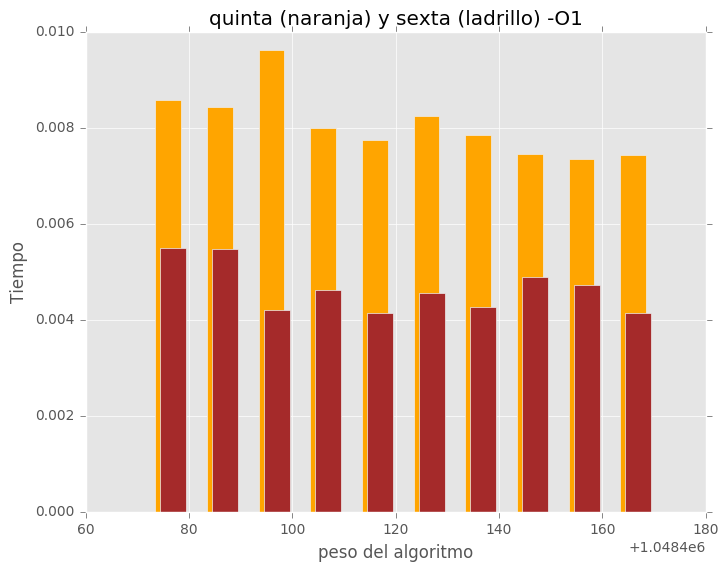 quinta (naranja) y sexta (ladrillo) -O1
0.010
0.008
0.006
0.004
0.002
0.000
Tiempo
60 80 100 120 140 160 180
+1.0484e6
peso del algoritmo